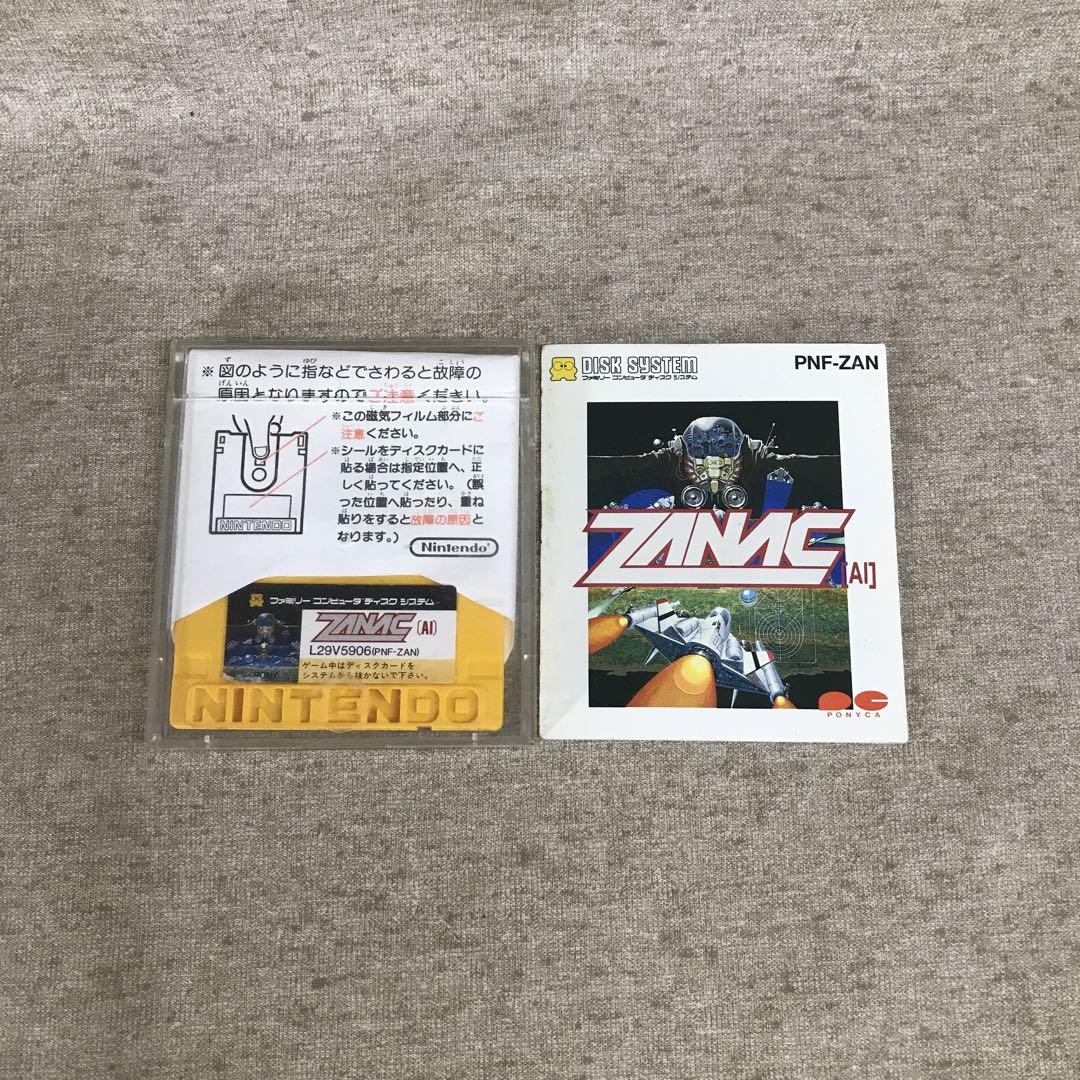 ※ 図のように指などでさわると故障の
原因となりますのでご注意ください。
※この磁気フィルム部分にご
注意ください。
※シールをディスクカードに
貼る場合は指定位置へ、正
しく貼ってください。(誤
った位置へ貼ったり、重ね
貼りをすると故障の原因と
なります。)
NINTENDO
Nintendo®
ファミリー コンピュータ ディスク システム
ZANAC [AI]
L29V5906(PNF-ZAN)
ゲーム中はディスクカードを
システムから抜かないで下さい。
PONY
NINTENDO
DISK SYSTEM
ファミリー コンピュータ ディスク システム
PNF-ZAN
ZANAC
[AI]
PONYCA